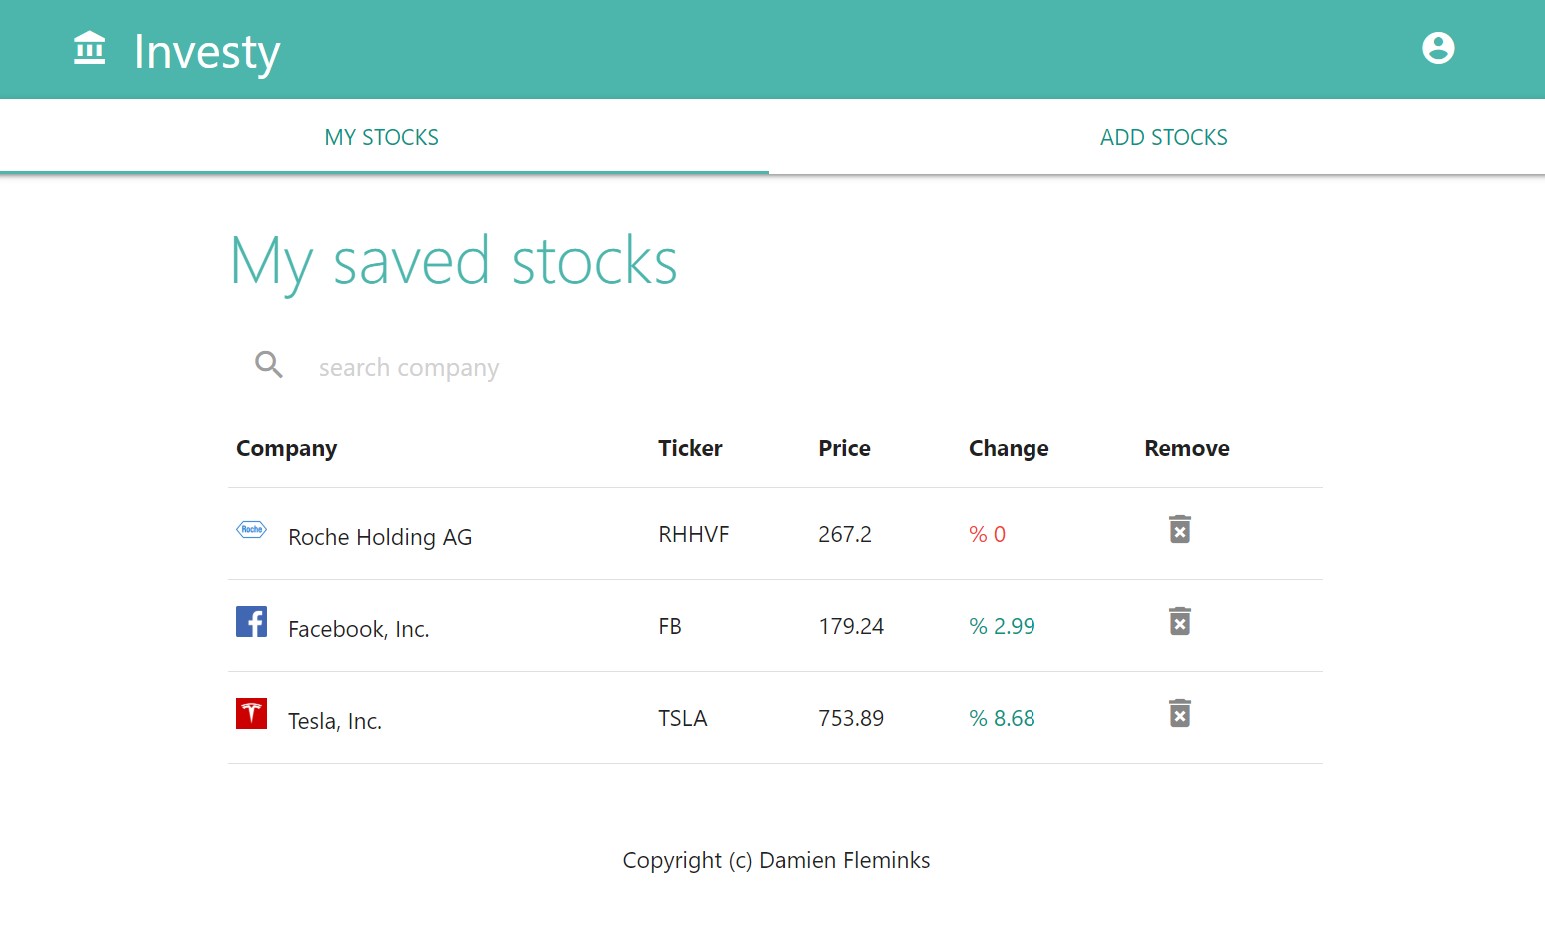 Investy
MY STOCKS ADD STOCKS
My saved stocks
search company
Company Ticker Price Change Remove
Roche Roche Holding AG RHHVF 267.2 % 0
Facebook, Inc. FB 179.24 % 2.99
Tesla, Inc. TSLA 753.89 % 8.68
Copyright (c) Damien Fleminks